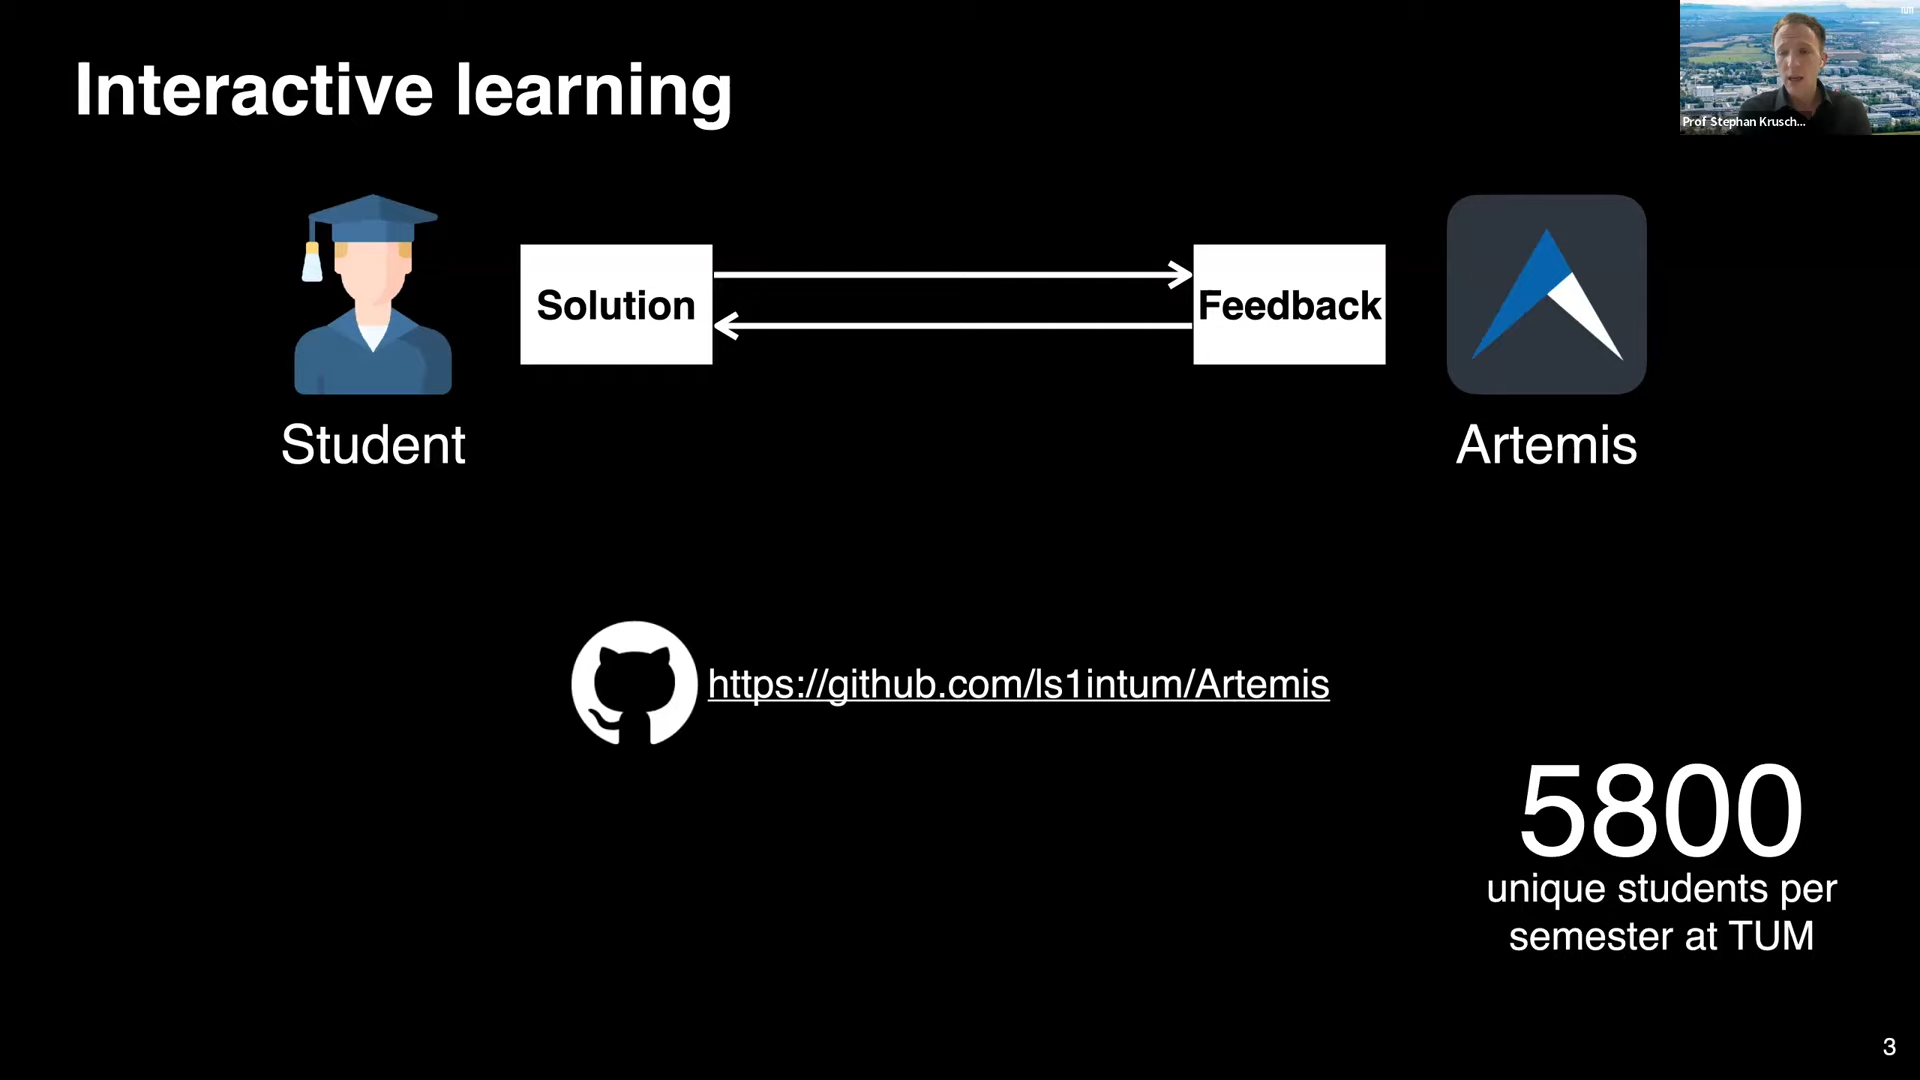 Interactive learning
Prof Stephan Krusch...
Solution
Feedback
Student
Artemis
https://github.com/ls1intum/Artemis
5800
unique students per
semester at TUM
3